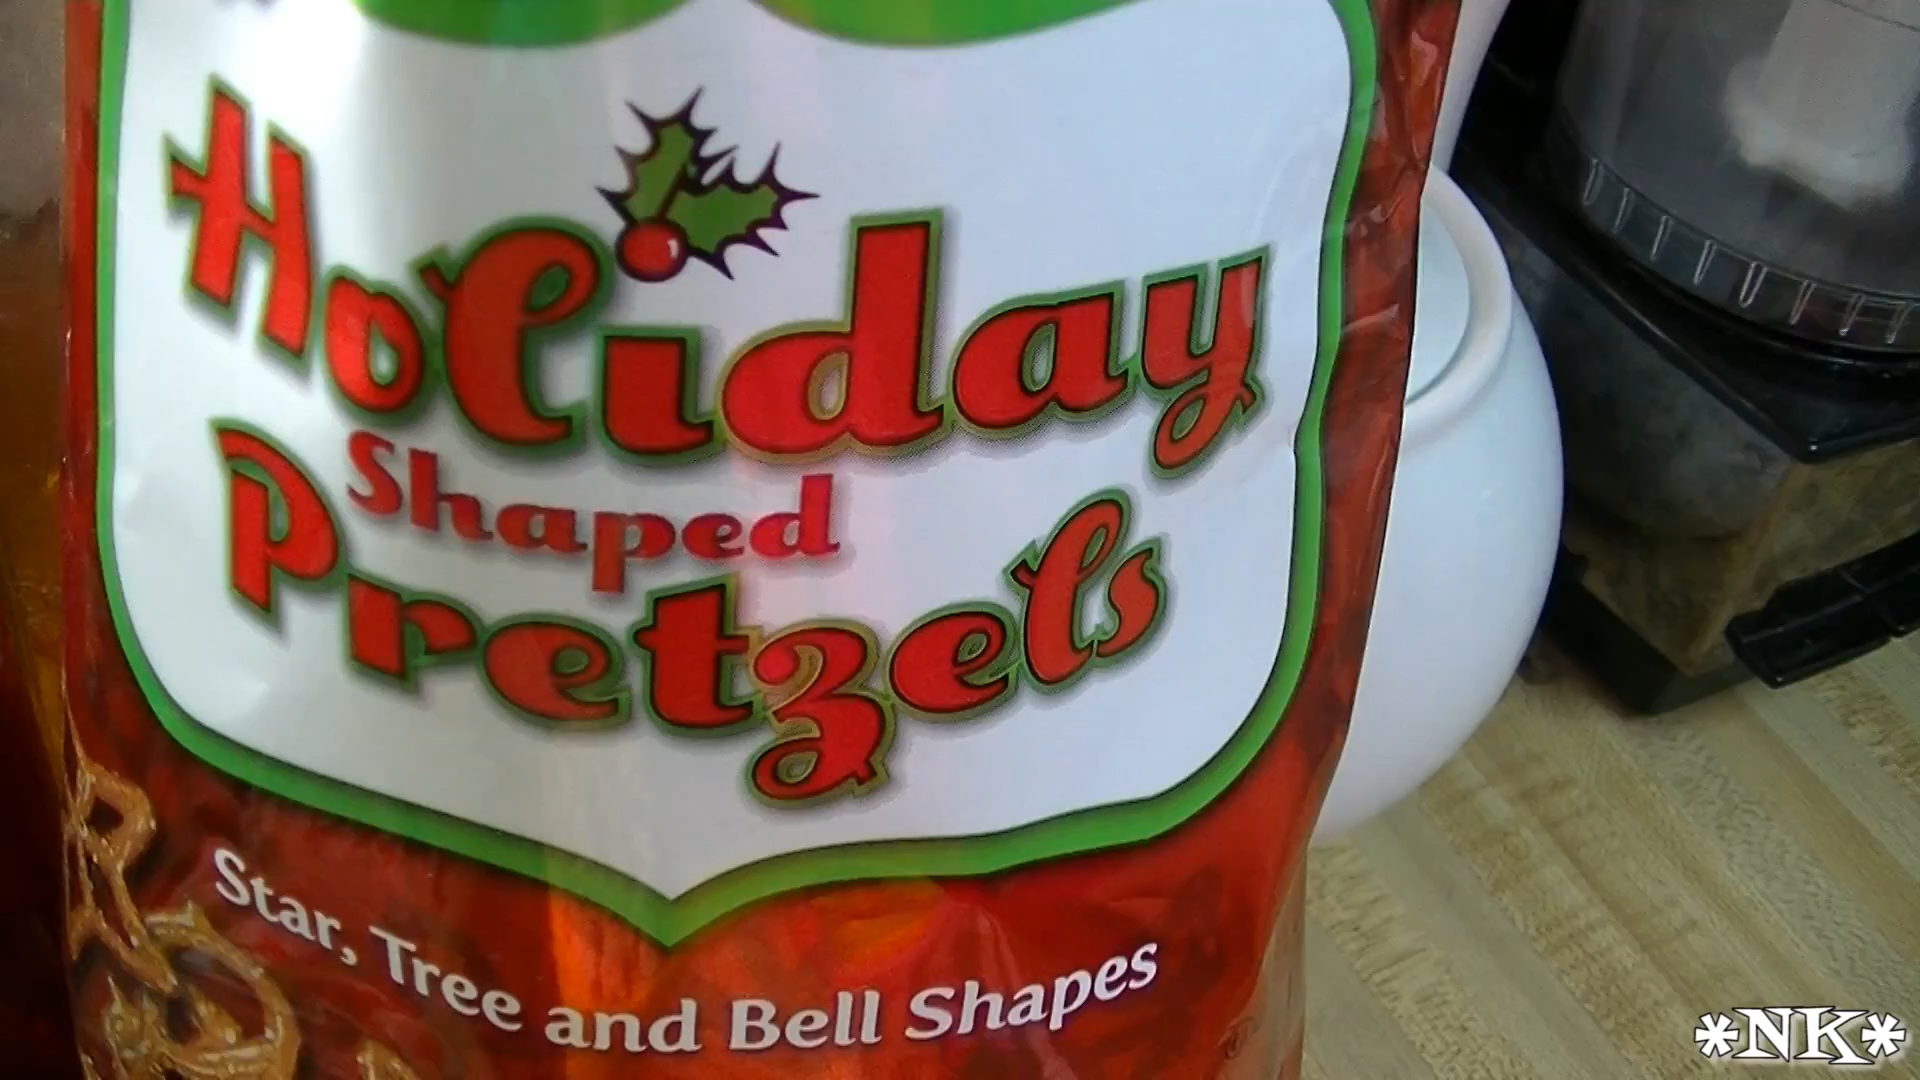 Holiday
Shaped
Pretzels
Star, Tree and Bell Shapes
*NK*